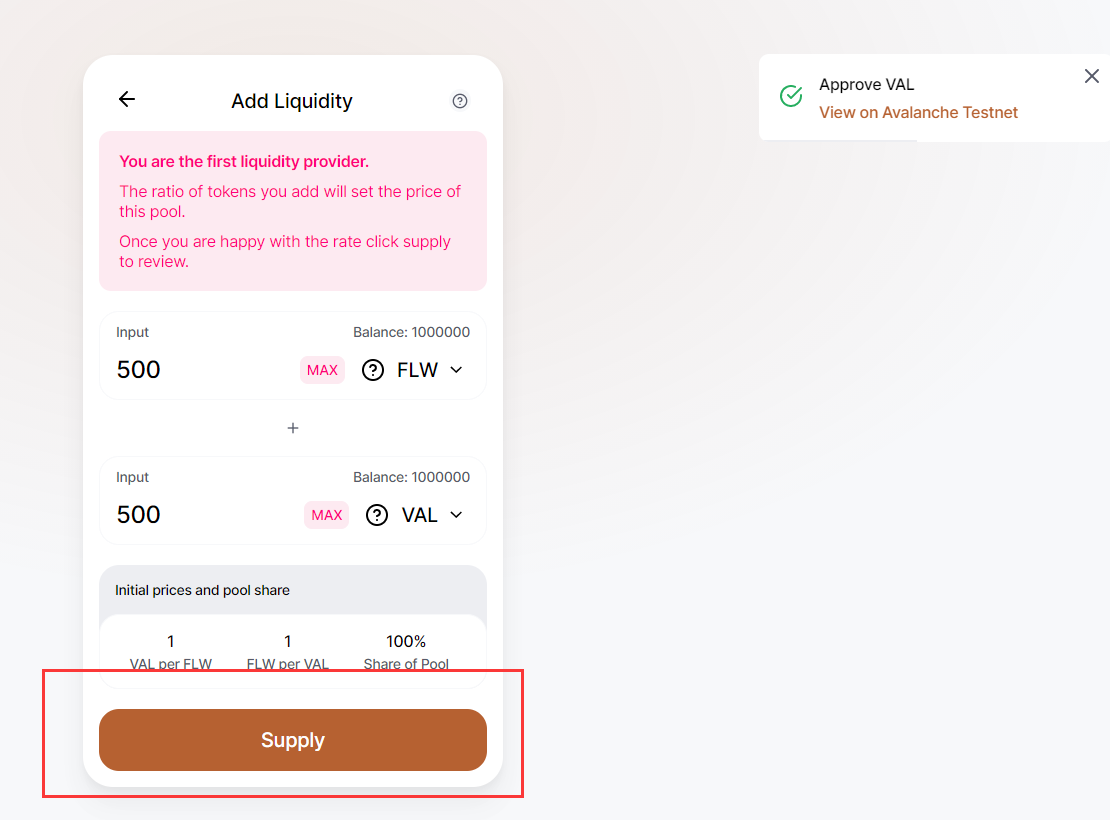 Add Liquidity
Approve VAL
View on Avalanche Testnet
You are the first liquidity provider.
The ratio of tokens you add will set the price of
this pool.
Once you are happy with the rate click supply
to review.
Input
Balance: 1000000
500
MAX
FLW
+
Input
Balance: 1000000
500
MAX
VAL
Initial prices and pool share
1
1
100%
VAL per FLW
FLW per VAL
Share of Pool
Supply